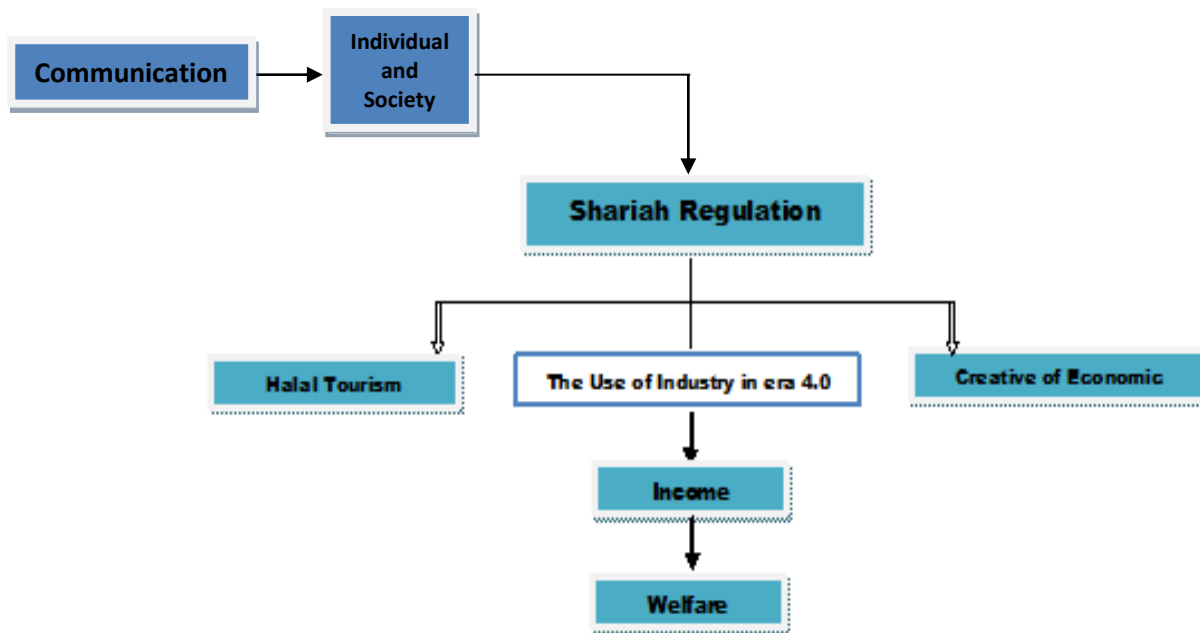 Communication
Individual
and
Society
Shariah Regulation
Halal Tourism
The Use of Industry in era 4.0
Creative of Economic
Income
Welfare